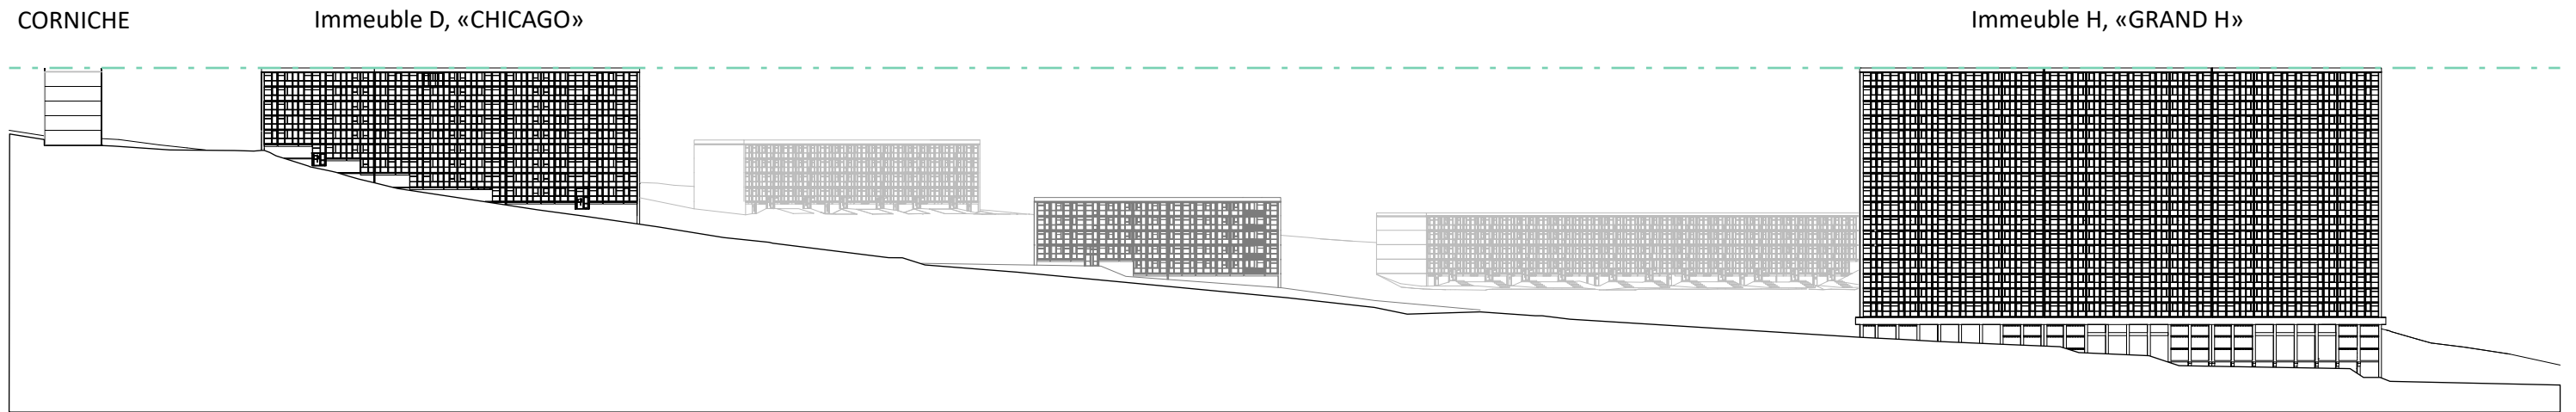 CORNICHE
Immeuble D, «CHICAGO»
Immeuble H, «GRAND H»